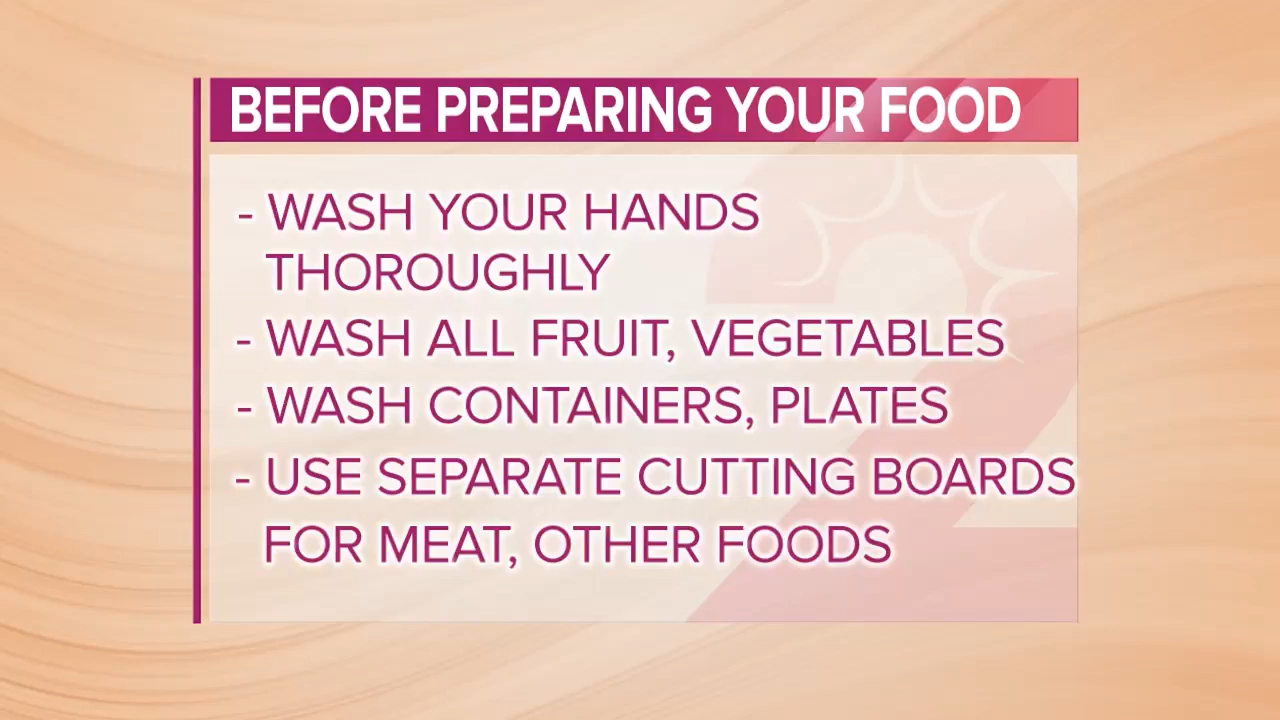 BEFORE PREPARING YOUR FOOD
- WASH YOUR HANDS
THOROUGHLY
- WASH ALL FRUIT, VEGETABLES
- WASH CONTAINERS, PLATES
- USE SEPARATE CUTTING BOARDS
FOR MEAT, OTHER FOODS